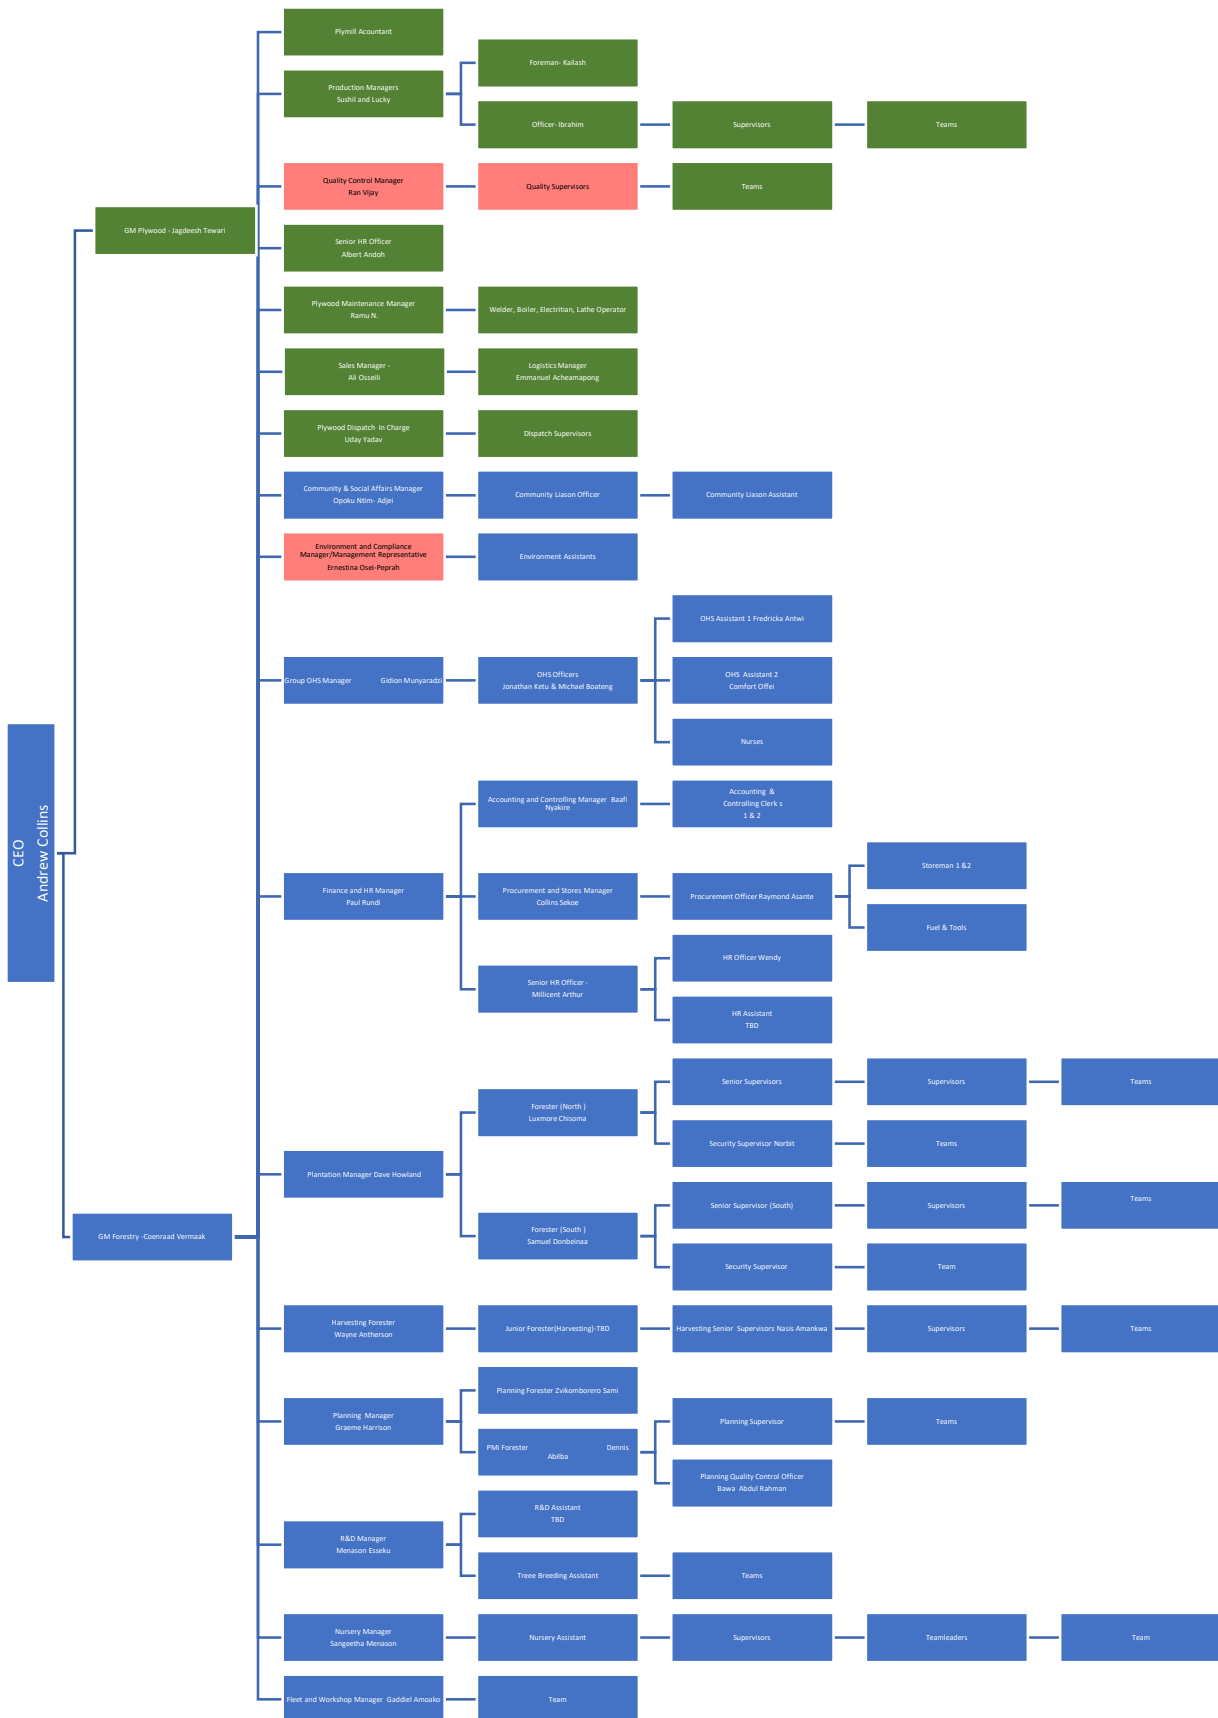 Plymill Acountant
Foreman- Kailash
Production Managers
Sushil and Lucky
Officer- Ibrahim
Supervisors
Teams
Quality Control Manager
Ran Vijay
Quality Supervisors
Teams
GM Plywood - Jagdeesh Tewari
Senior HR Officer
Albert Andoh
Plywood Maintenance Manager
Ramu N.
Welder, Boiler, Electritian, Lathe Operator
Sales Manager -
Ali Osseili
Logistics Manager
Emmanuel Acheamapong
Plywood Dispatch In Charge
Uday Yadav
DIspatch Supervisors
Community & Social Affairs Manager
Opoku Ntim- Adjei
Community Liason Officer
Community Liason Assistant
Environment and Compliance
Manager/Management Representative
Ernestina Osei-Peprah
Environment Assistants
OHS Assistant 1 Fredricka Antwi
Group OHS Manager Gidion Munyaradzi
OHS Officers
Jonathan Ketu & Michael Boateng
OHS Assistant 2
Comfort Offei
Nurses
CEO
Andrew Collins
Accounting and Controlling Manager Baafi
Nyakire
Accounting &
Controlling Clerk s
1 & 2
Storeman 1 &2
Finance and HR Manager
Paul Rundi
Procurement and Stores Manager
Collins Sekoe
Procurement Officer Raymond Asante
Fuel & Tools
HR Officer Wendy
Senior HR Officer -
Millicent Arthur
HR Assistant
TBD
Senior Supervisors
Supervisors
Teams
Forester (North )
Luxmore Chisoma
Security Supervisor Norbit
Teams
Plantation Manager Dave Howland
Senior Supervisor (South)
Supervisors
Teams
GM Forestry -Coenraad Vermaak
Forester (South )
Samuel Donbeinaa
Security Supervisor
Team
Harvesting Forester
Wayne Antherson
Junior Forester(Harvesting)-TBD
Harvesting Senior Supervisors Nasis Amankwa
Supervisors
Teams
Planning Forester Zvikomborero Sami
Planning Manager
Graeme Harrison
PMi Forester Dennis
Abilba
Planning Supervisor
Teams
Planning Quality Control Officer
Bawa Abdul Rahman
R&D Assistant
TBD
R&D Manager
Menason Esseku
Treee Breeding Assistant
Teams
Nursery Manager
Sangeetha Menason
Nursery Assistant
Supervisors
Teamleaders
Team
Fleet and Workshop Manager Gaddiel Amoako
Team